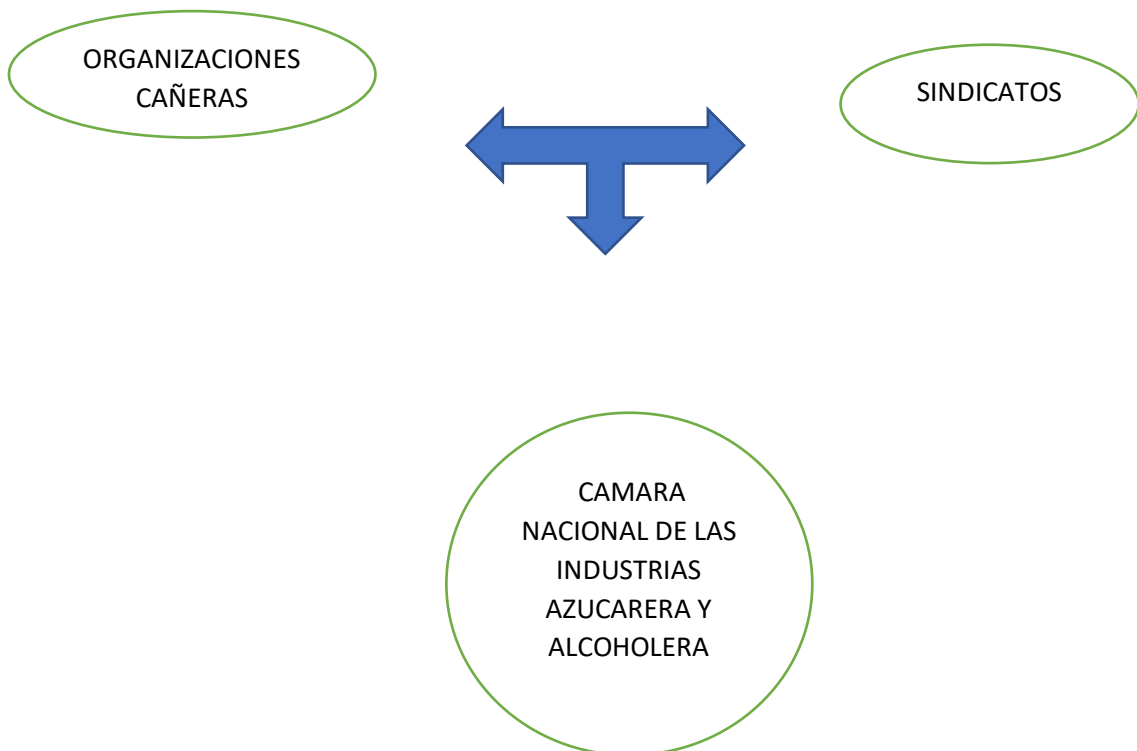 ORGANIZACIONES
CAÑERAS
SINDICATOS
CAMARA
NACIONAL DE LAS
INDUSTRIAS
AZUCARERA Y
ALCOHOLERA